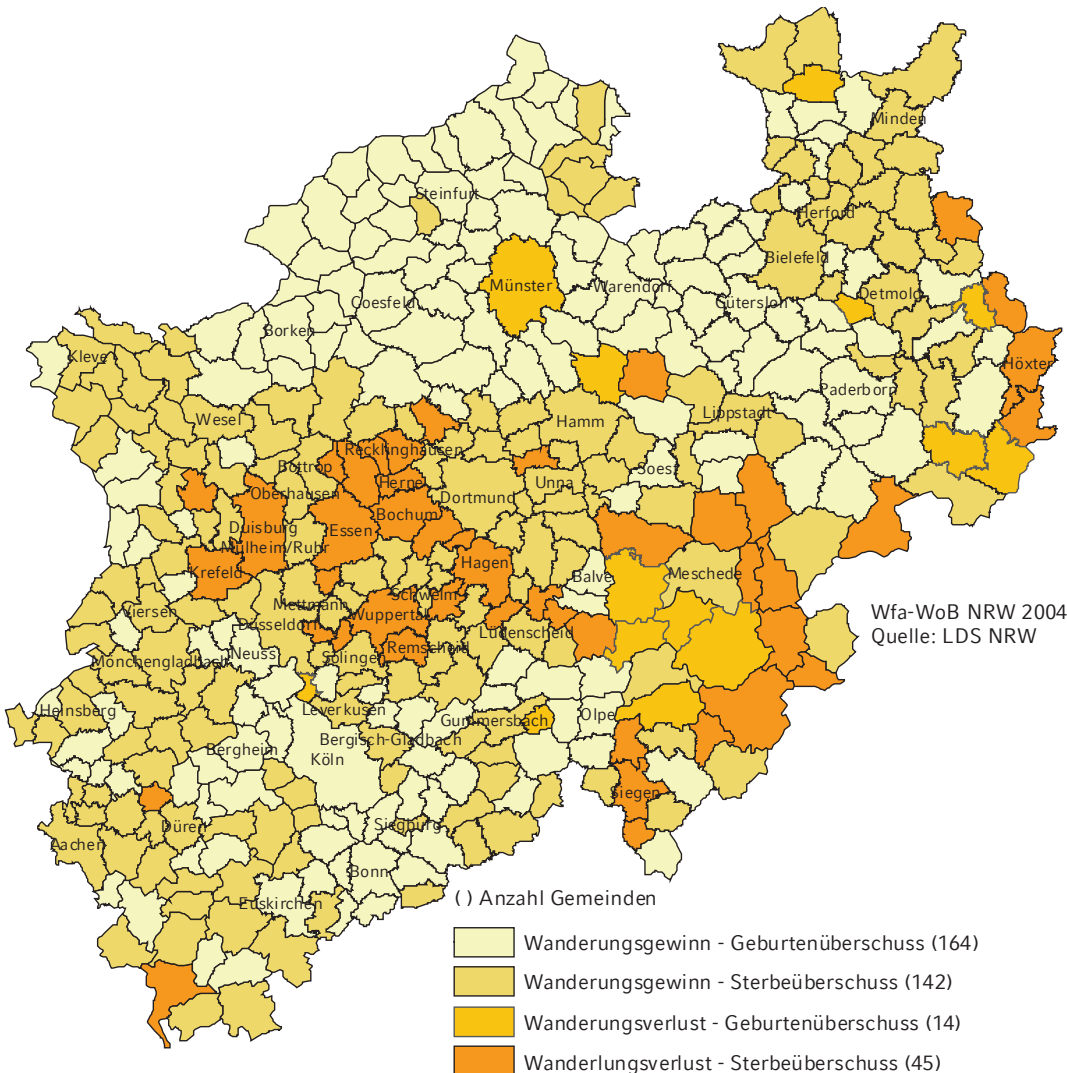 Minden
Steinfurt
Herford
Bielefeld
Münster
Warendorf
Gütersloh
Detmold
Coesfeld
Borken
Kleve
Höxter
Paderborn
Wesel
Hamm
Lippstadt
Recklinghausen
Bottrop
Soest
Herne
Unna
Oberhausen
Dortmund
Bochum
Duisburg
Essen
Mülheim/Ruhr
Hagen
Krefeld
Balve
Meschede
Schwelm
Mettmann
Viersen
Wuppertal
Düsseldorf
Lüdenscheid
Wfa-WoB NRW 2004
Quelle: LDS NRW
Remscheid
Neuss
Solingen
Mönchengladbach
Heinsberg
Leverkusen
Gummersbach
Olpe
Bergisch-Gladbach
Bergheim
Köln
Siegen
Düren
Siegburg
Aachen
Bonn
Euskirchen
( ) Anzahl Gemeinden
Wanderungsgewinn - Geburtenüberschuss (164)
Wanderungsgewinn - Sterbeüberschuss (142)
Wanderungsverlust - Geburtenüberschuss (14)
Wanderlungsverlust - Sterbeüberschuss (45)